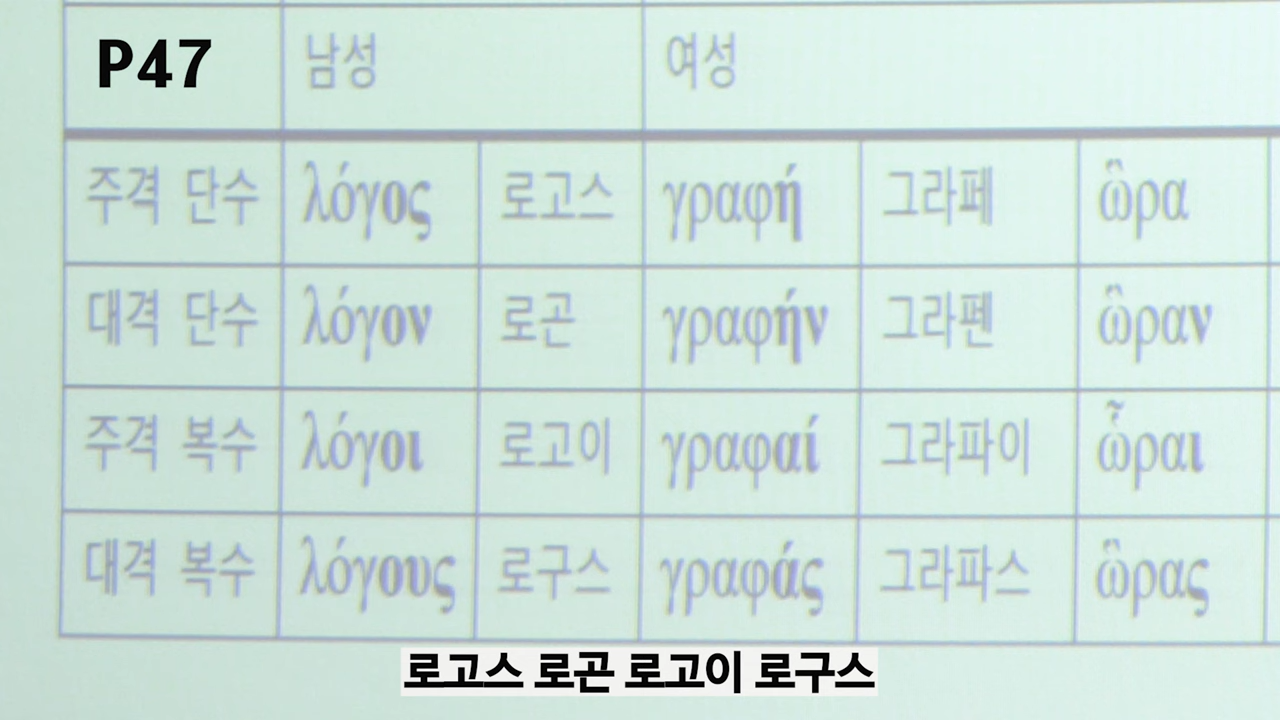 P47 남성 여성
주격 단수 λόγος 로고스 γραφή 그라페 ὥρα
대격 단수 λόγον 로곤 γραφήν 그라펜 ὥραν
주격 복수 λόγοι 로고이 γραφαί 그라파이 ὧραι
대격 복수 λόγους 로구스 γραφάς 그라파스 ὥρας
로고스 로곤 로고이 로구스